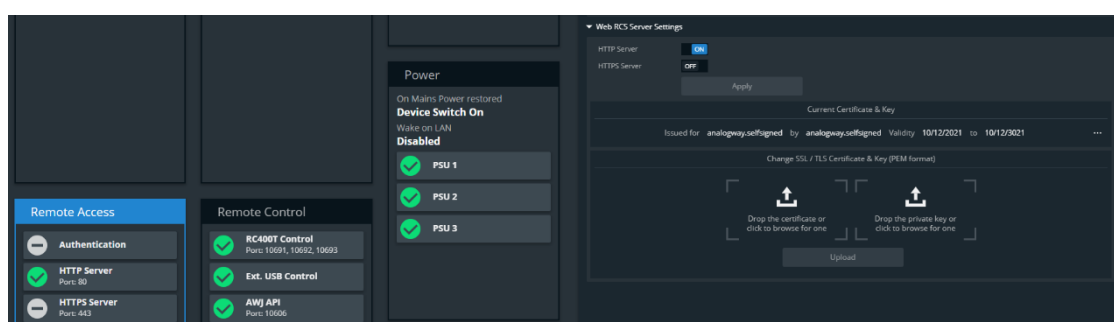 Remote Access
Authentication
HTTP Server
Port: 80
HTTPS Server
Port: 443
Remote Control
RC400T Control
Port: 10691, 10692, 10693
Ext. USB Control
AWJ API
Port: 10606
Power
On Mains Power restored
Device Switch On
Wake on LAN
Disabled
PSU 1
PSU 2
PSU 3
Web RCS Server Settings
HTTP Server ON
HTTPS Server OFF
Apply
Current Certificate & Key
Issued for analogway.selfsigned by analogway.selfsigned Validity 10/12/2021 to 10/12/3021
Change SSL / TLS Certificate & Key (PEM format)
Drop the certificate or
click to browse for one
Drop the private key or
click to browse for one
Upload